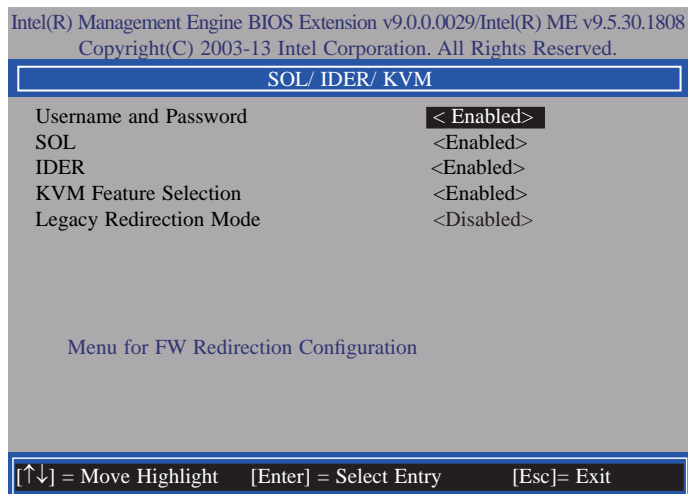 Intel(R) Management Engine BIOS Extension v9.0.0.0029/Intel(R) ME v9.5.30.1808
Copyright(C) 2003-13 Intel Corporation. All Rights Reserved.
SOL/ IDER/ KVM
Username and Password < Enabled>
SOL <Enabled>
IDER <Enabled>
KVM Feature Selection <Enabled>
Legacy Redirection Mode <Disabled>
Menu for FW Redirection Configuration
[↑↓] = Move Highlight [Enter] = Select Entry [Esc]= Exit